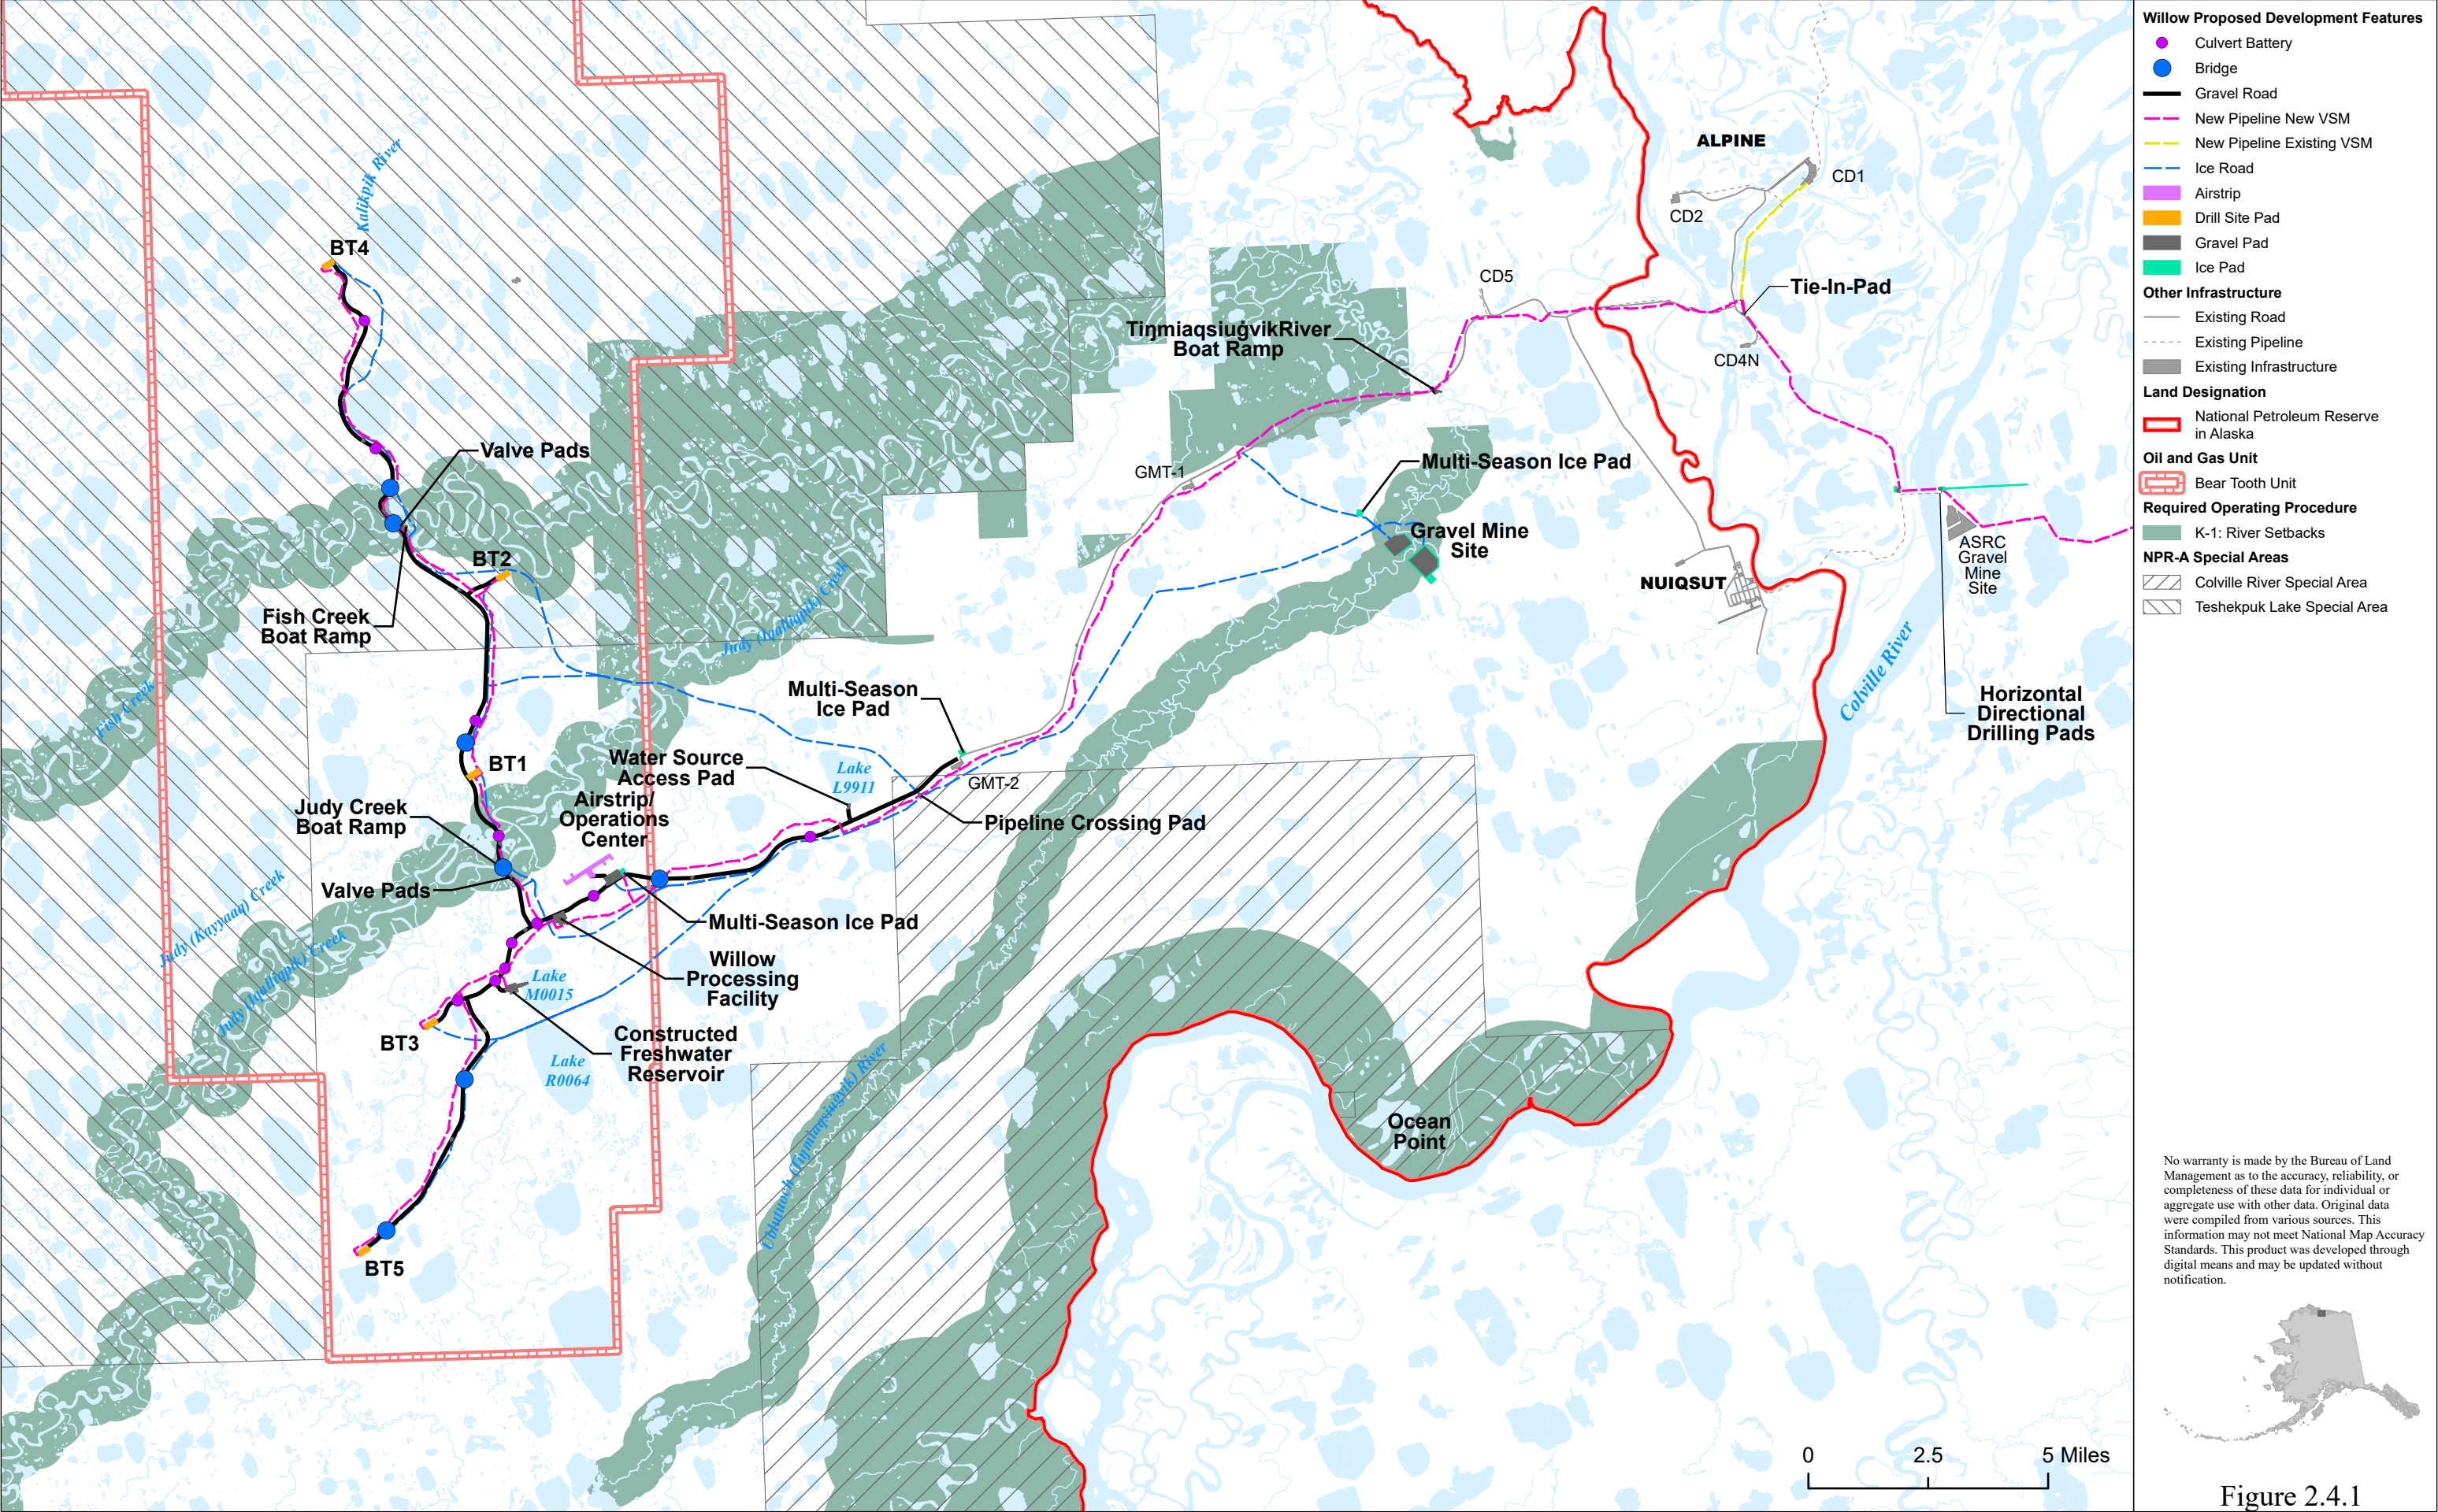 Kalikpik River
BT4
Valve Pads
BT2
Fish Creek
Boat Ramp
Fish Creek
Judy (Iqalliqpik) Creek
BT1
Judy Creek
Boat Ramp
Valve Pads
Judy (Kayyaaq) Creek
Judy (Iqalliqpik) Creek
Airstrip/
Operations
Center
Water Source
Access Pad
Multi-Season
Ice Pad
Lake
L9911
GMT-2
Pipeline Crossing Pad
Multi-Season Ice Pad
Willow
Processing
Facility
Lake
M0015
Constructed
Freshwater
Reservoir
BT3
Lake
R0064
BT5
Ublutuoch (Tiŋmiaqsiuġvik) River
ALPINE
CD1
CD2
CD5
Tie-In-Pad
TiŋmiaqsiuġvikRiver
Boat Ramp
CD4N
GMT-1
Multi-Season Ice Pad
Gravel Mine
Site
NUIQSUT
ASRC
Gravel
Mine
Site
Colville River
Horizontal
Directional
Drilling Pads
Ocean
Point
0 2.5 5 Miles
Willow Proposed Development Features
Culvert Battery
Bridge
Gravel Road
New Pipeline New VSM
New Pipeline Existing VSM
Ice Road
Airstrip
Drill Site Pad
Gravel Pad
Ice Pad
Other Infrastructure
Existing Road
Existing Pipeline
Existing Infrastructure
Land Designation
National Petroleum Reserve
in Alaska
Oil and Gas Unit
Bear Tooth Unit
Required Operating Procedure
K-1: River Setbacks
NPR-A Special Areas
Colville River Special Area
Teshekpuk Lake Special Area
No warranty is made by the Bureau of Land
Management as to the accuracy, reliability, or
completeness of these data for individual or
aggregate use with other data. Original data
were compiled from various sources. This
information may not meet National Map Accuracy
Standards. This product was developed through
digital means and may be updated without
notification.
Figure 2.4.1